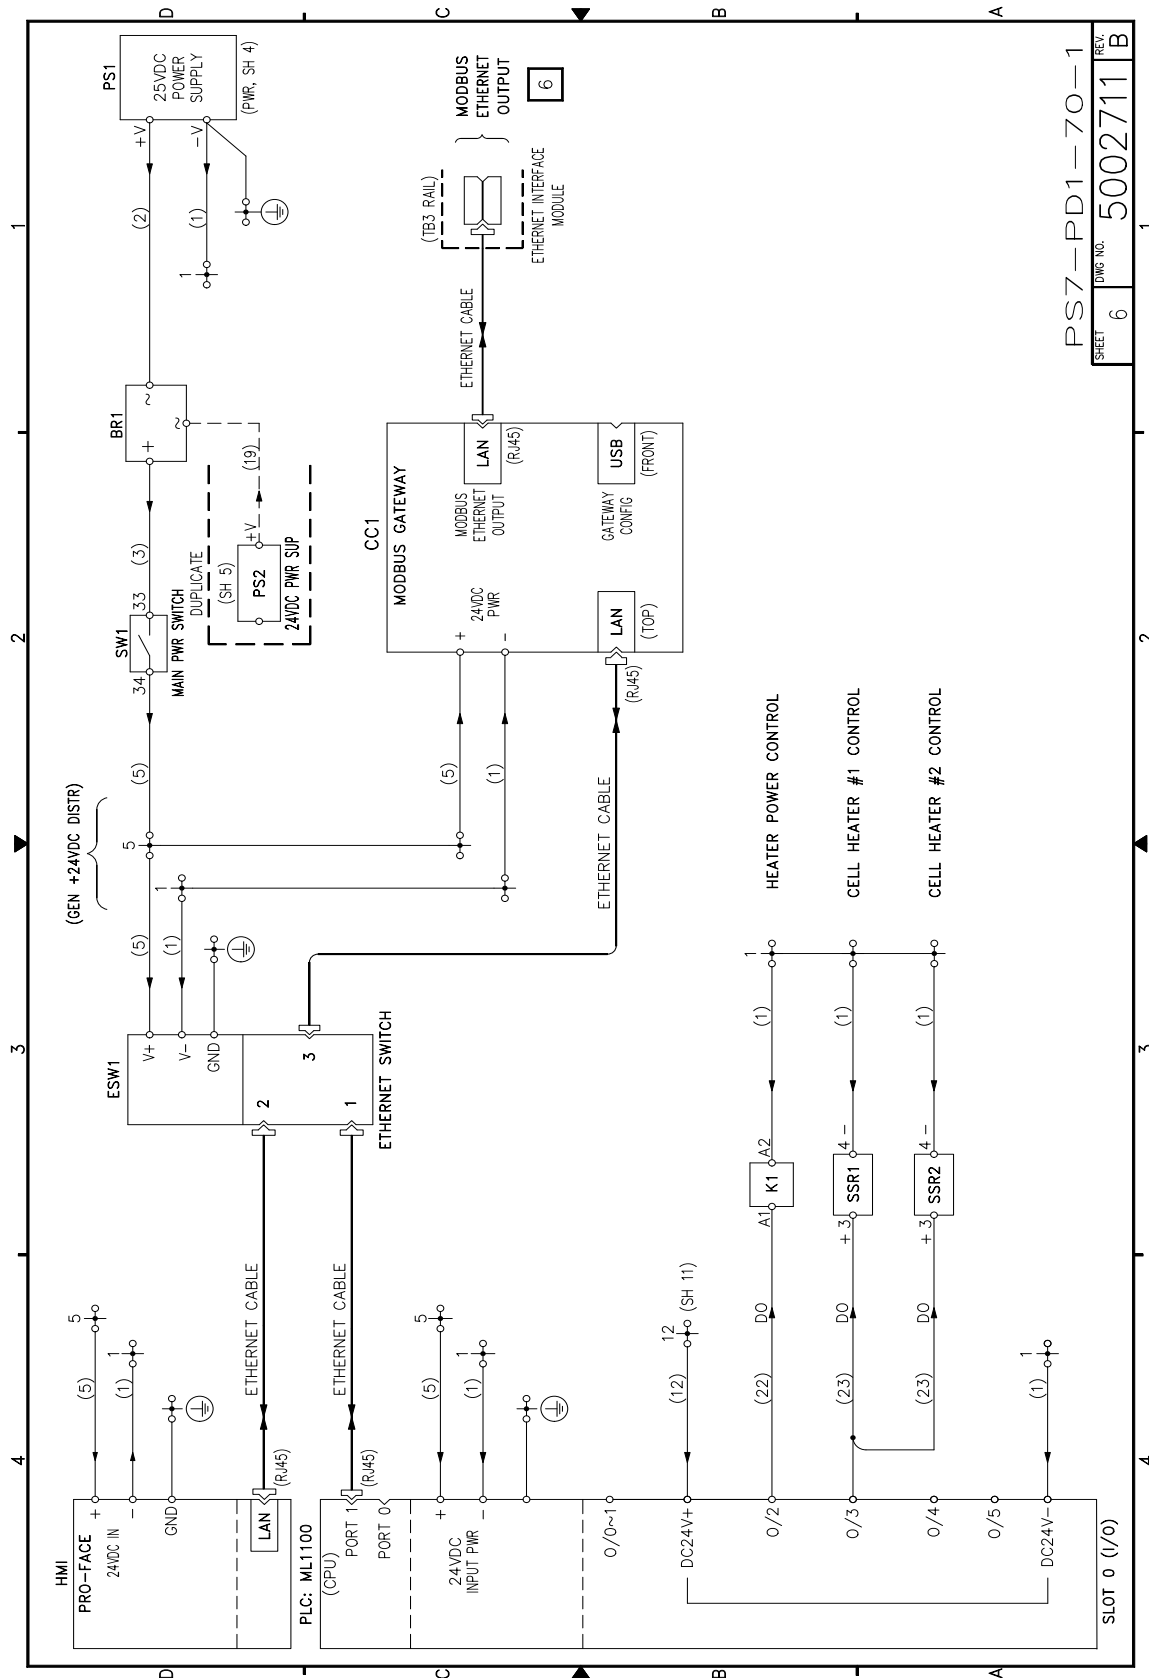 D
C
B
A
4
3
2
1
HMI
PRO-FACE
24VDC IN
+
-
GND
LAN
(RJ45)
(5)
5
(1)
1
ETHERNET CABLE
ESW1
V+
V-
GND
2
1
3
ETHERNET SWITCH
(5)
(1)
(GEN +24VDC DISTR)
5
1
(5)
34
SW1
33
MAIN PWR SWITCH
(3)
BR1
+
~
~
(2)
(1)
1
+V
-V
PS1
25VDC
POWER
SUPPLY
(PWR, SH 4)
DUPLICATE
(SH 5)
PS2
24VDC PWR SUP
+V
(19)
PLC: ML1100
(CPU)
PORT 1
PORT 0
(RJ45)
ETHERNET CABLE
+
24VDC
INPUT PWR
-
(5)
5
(1)
1
(5)
(1)
CC1
MODBUS GATEWAY
+
24VDC
PWR
-
MODBUS
ETHERNET
OUTPUT
LAN
(RJ45)
LAN
(TOP)
(RJ45)
GATEWAY
CONFIG
USB
(FRONT)
ETHERNET CABLE
ETHERNET CABLE
(TB3 RAIL)
ETHERNET INTERFACE
MODULE
MODBUS
ETHERNET
OUTPUT
6
O/0~1
DC24V+
(12)
12
(SH 11)
O/2
(22)
DO
A1
K1
A2
(1)
1
HEATER POWER CONTROL
O/3
(23)
DO
+ 3
SSR1
4 -
(1)
CELL HEATER #1 CONTROL
O/4
(23)
DO
+ 3
SSR2
4 -
(1)
CELL HEATER #2 CONTROL
O/5
DC24V-
(1)
1
SLOT 0 (I/O)
PS7-PD1-70-1
SHEET
6
DWG NO.
5002711
REV.
B
D
C
B
A
4
3
2
1